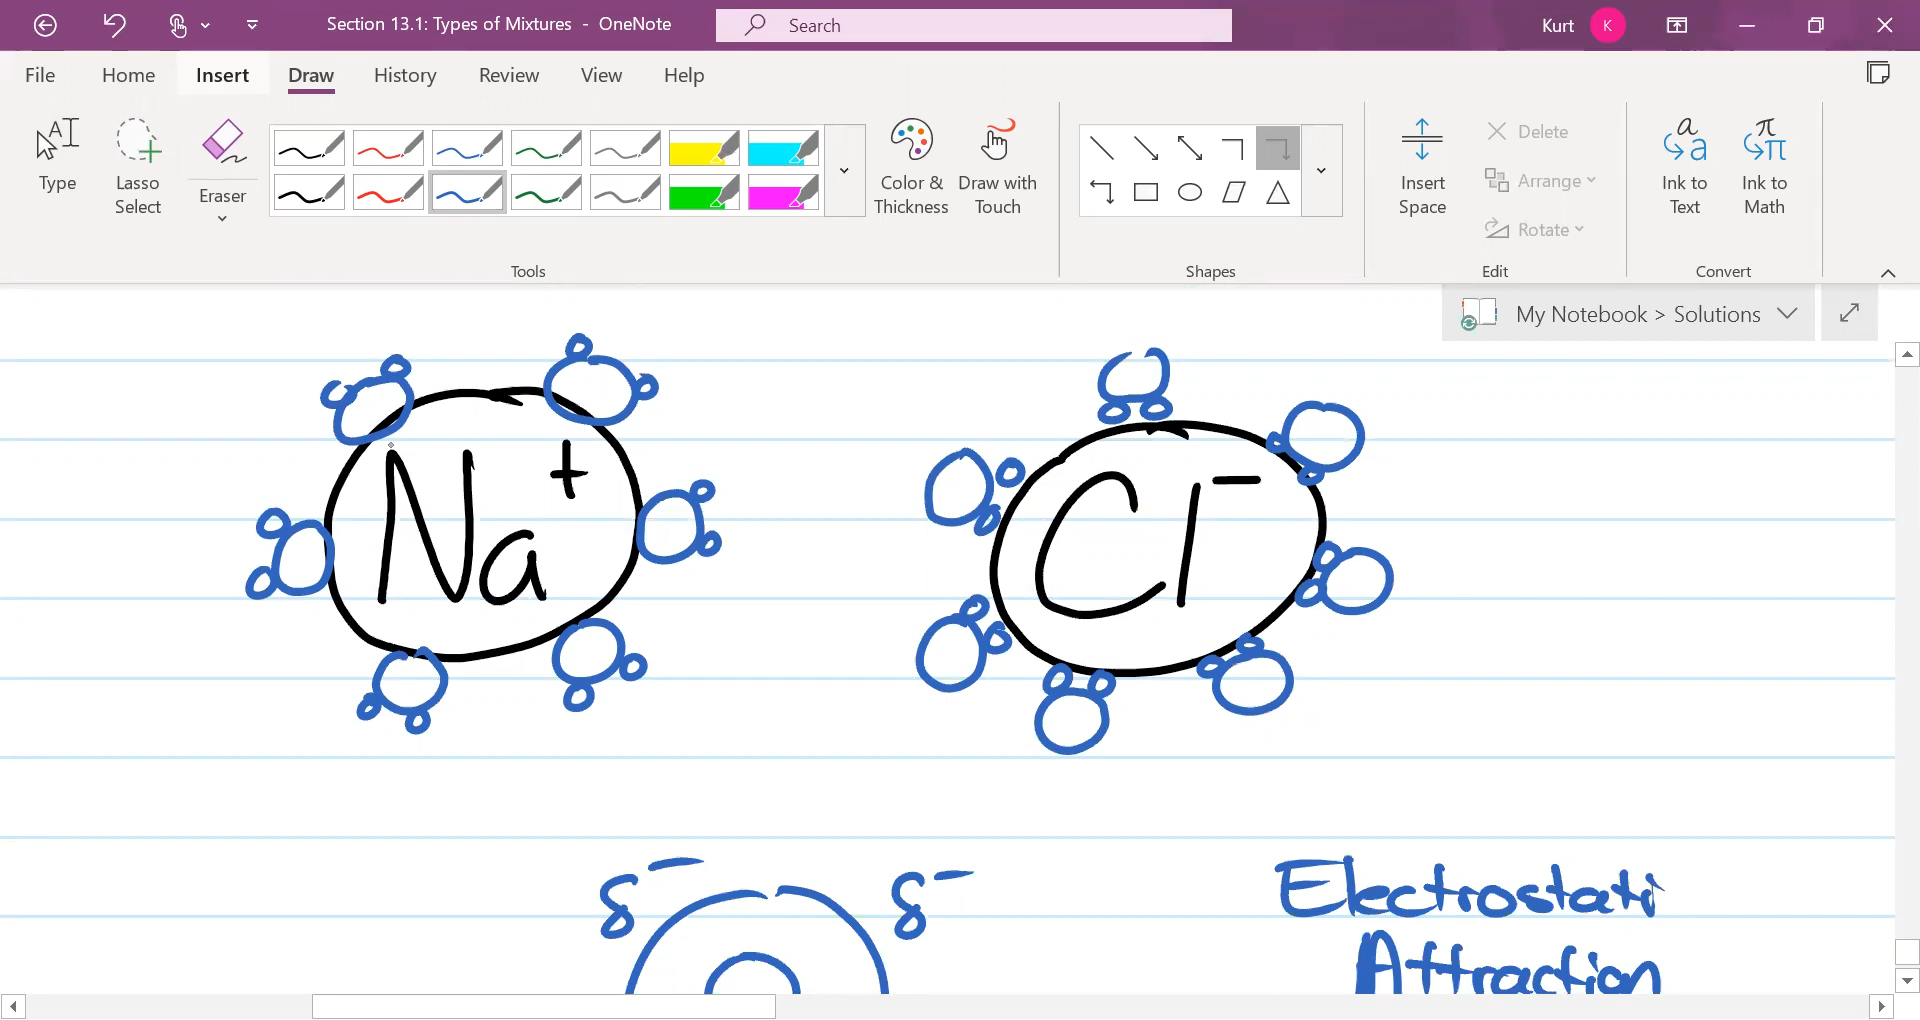 Section 13.1: Types of Mixtures - OneNote
Search
Kurt K
File Home Insert Draw History Review View Help
Type
Lasso Select
Eraser
Color & Thickness
Draw with Touch
Insert Space
Delete
Arrange
Rotate
Ink to Text
Ink to Math
Tools
Shapes
Edit
Convert
My Notebook > Solutions
Na+
Cl−
δ− δ−
Electrostati
Attraction